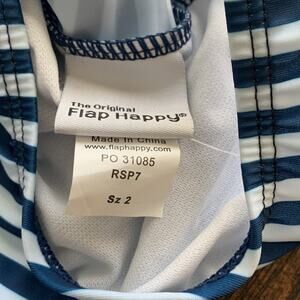 The Original
Flap Happy®
Made In China
www.flaphappy.com
PO 31085
RSP7
Sz 2